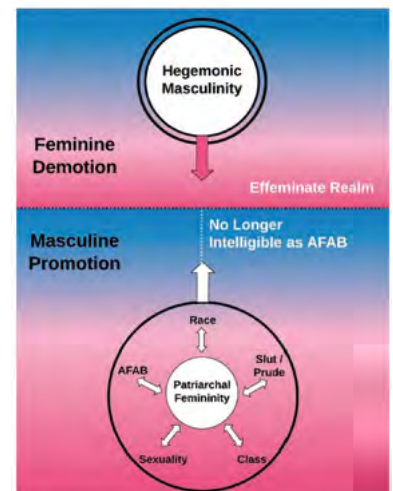 Hegemonic
Masculinity
Feminine
Demotion
Effeminate Realm
No Longer
Intelligible as AFAB
Masculine
Promotion
Race
AFAB
Slut /
Prude
Patriarchal
Femininity
Sexuality
Class